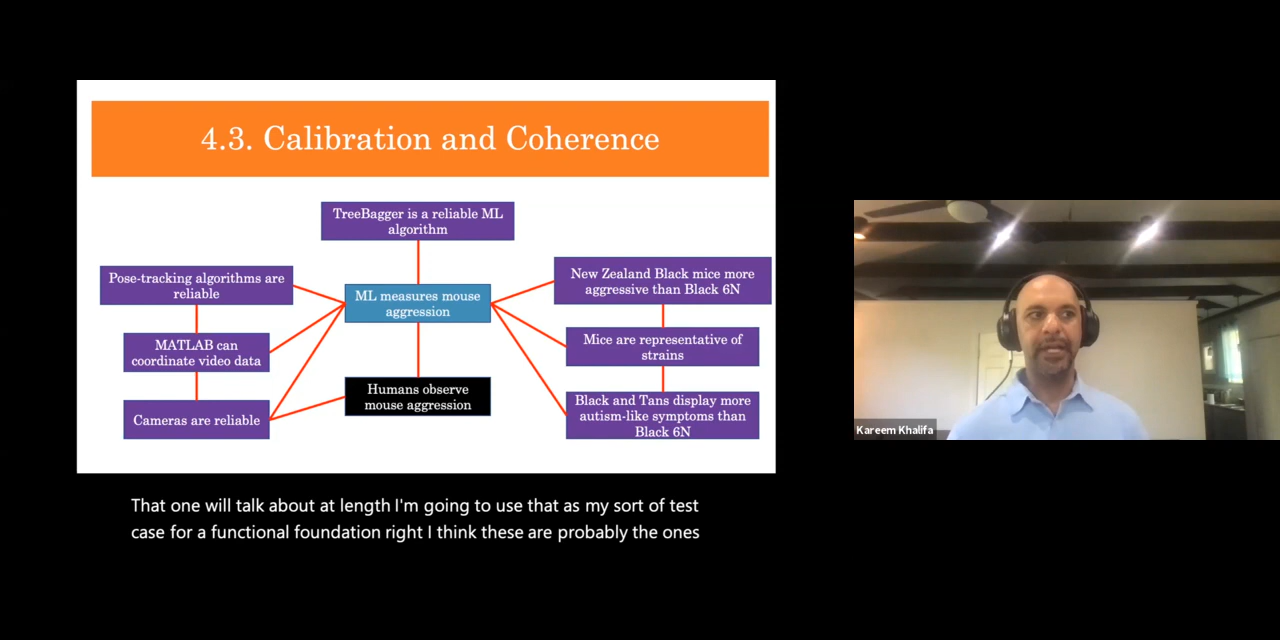 4.3. Calibration and Coherence
TreeBagger is a reliable ML
algorithm
Pose-tracking algorithms are
reliable
ML measures mouse
aggression
New Zealand Black mice more
aggressive than Black 6N
MATLAB can
coordinate video data
Mice are representative of
strains
Humans observe
mouse aggression
Cameras are reliable
Black and Tans display more
autism-like symptoms than
Black 6N
Kareem Khalifa
That one will talk about at length I'm going to use that as my sort of test
case for a functional foundation right I think these are probably the ones